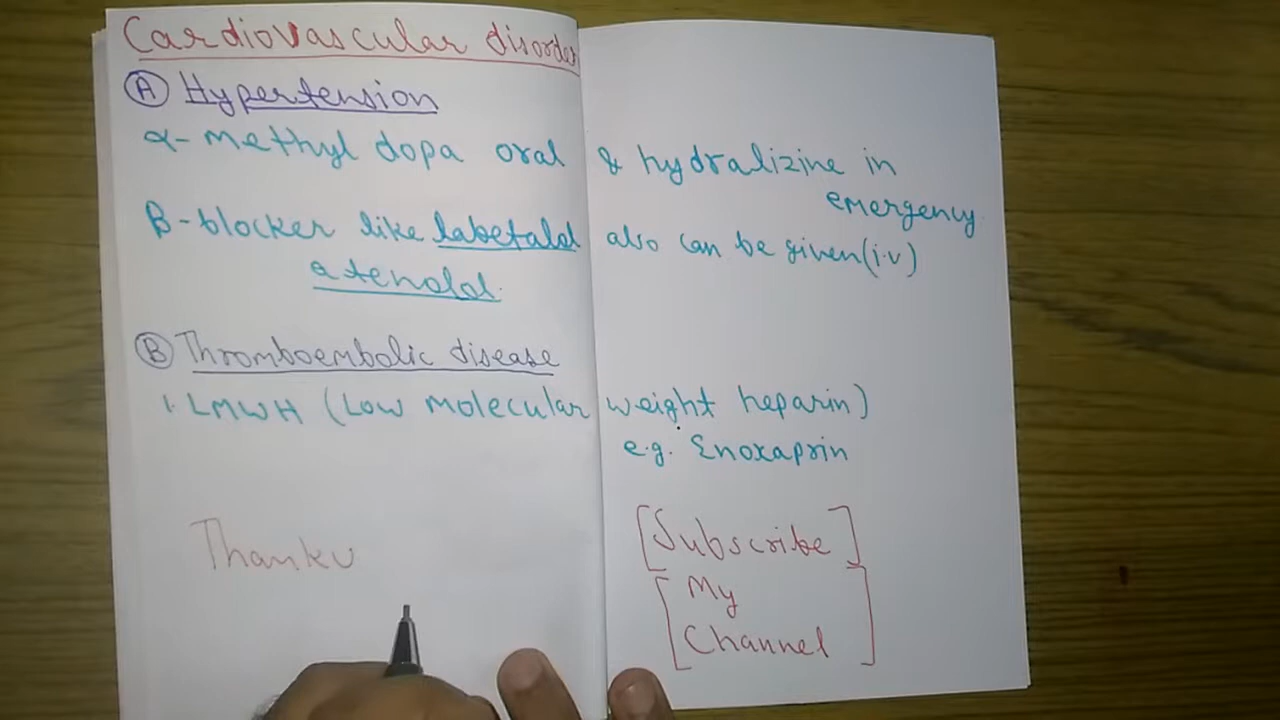 Cardiovascular disorder
A Hypertension
α-methyl dopa oral & hydralizine in
emergency.
β-blocker like labetalol also can be given (i.v)
atenolol.
B Thromboembolic disease
1. LMWH (Low molecular weight heparin)
e.g. Enoxaprin
Thanku
[Subscribe]
[My
Channel]